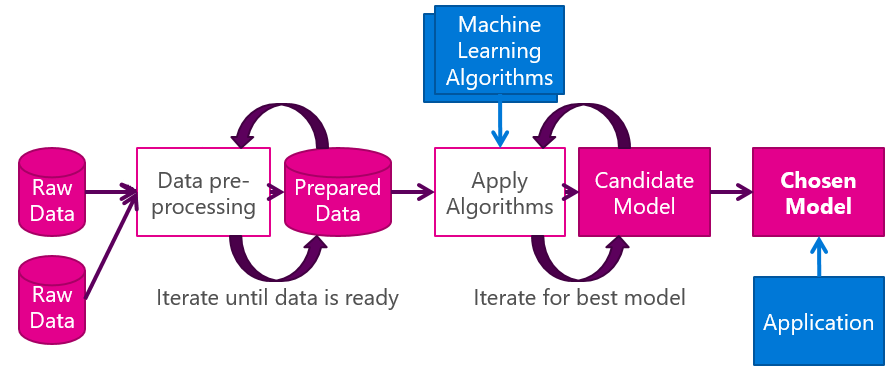 Machine
Learning
Algorithms
Raw
Data
Data pre-
processing
Prepared
Data
Apply
Algorithms
Candidate
Model
Chosen
Model
Raw
Data
Iterate until data is ready
Iterate for best model
Application